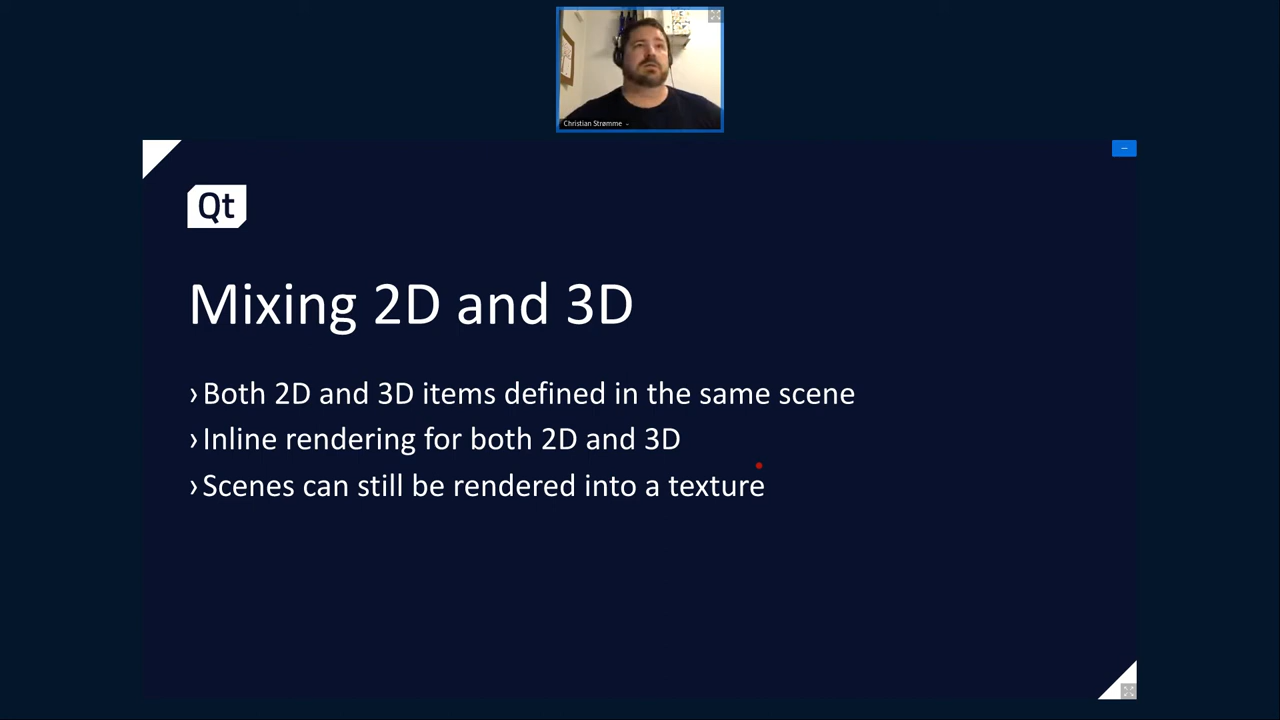 Christian Strømme -
Qt
Mixing 2D and 3D
› Both 2D and 3D items defined in the same scene
› Inline rendering for both 2D and 3D
› Scenes can still be rendered into a texture